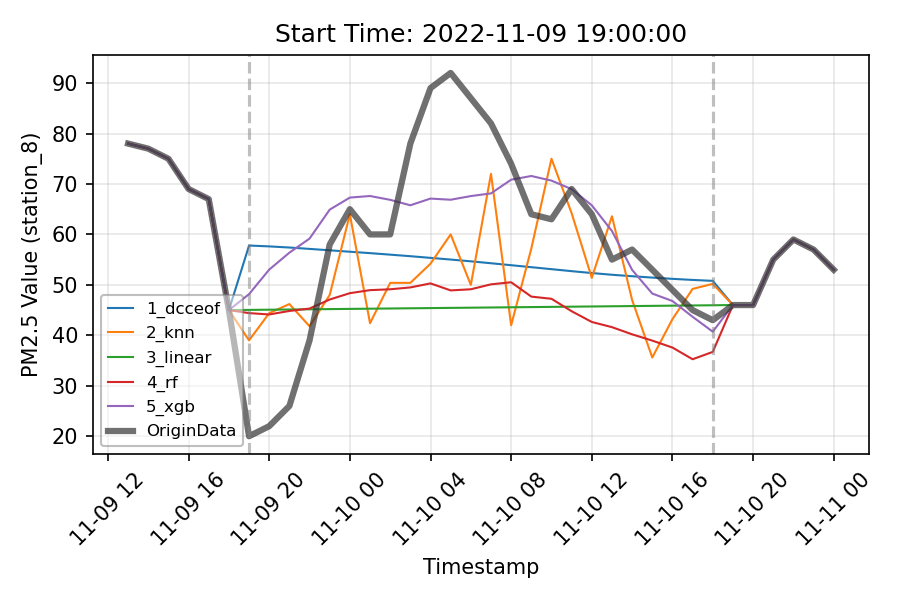 Start Time: 2022-11-09 19:00:00
PM2.5 Value (station_8)
90
80
70
60
50
40
30
20
1_dcceof
2_knn
3_linear
4_rf
5_xgb
OriginData
11-09 12
11-09 16
11-09 20
11-10 00
11-10 04
11-10 08
11-10 12
11-10 16
11-10 20
11-11 00
Timestamp